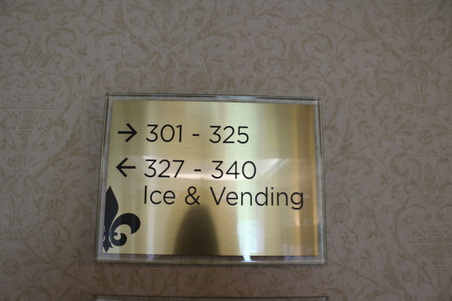 → 301 - 325
← 327 - 340
Ice & Vending